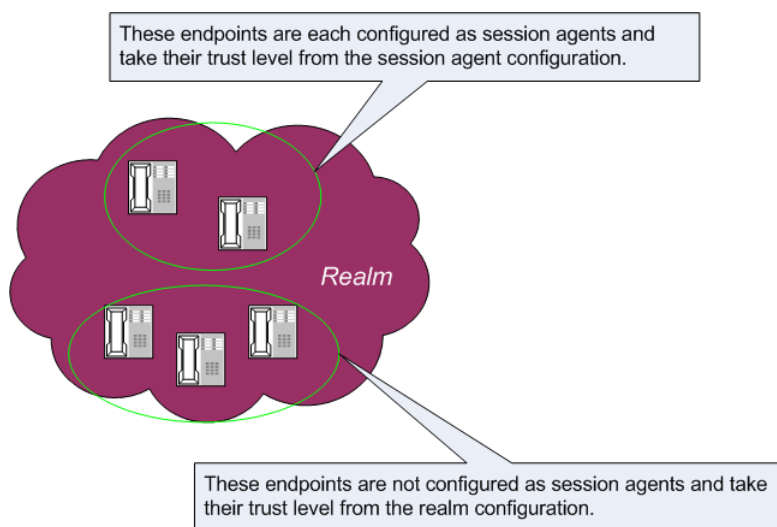 These endpoints are each configured as session agents and
take their trust level from the session agent configuration.
Realm
These endpoints are not configured as session agents and take
their trust level from the realm configuration.